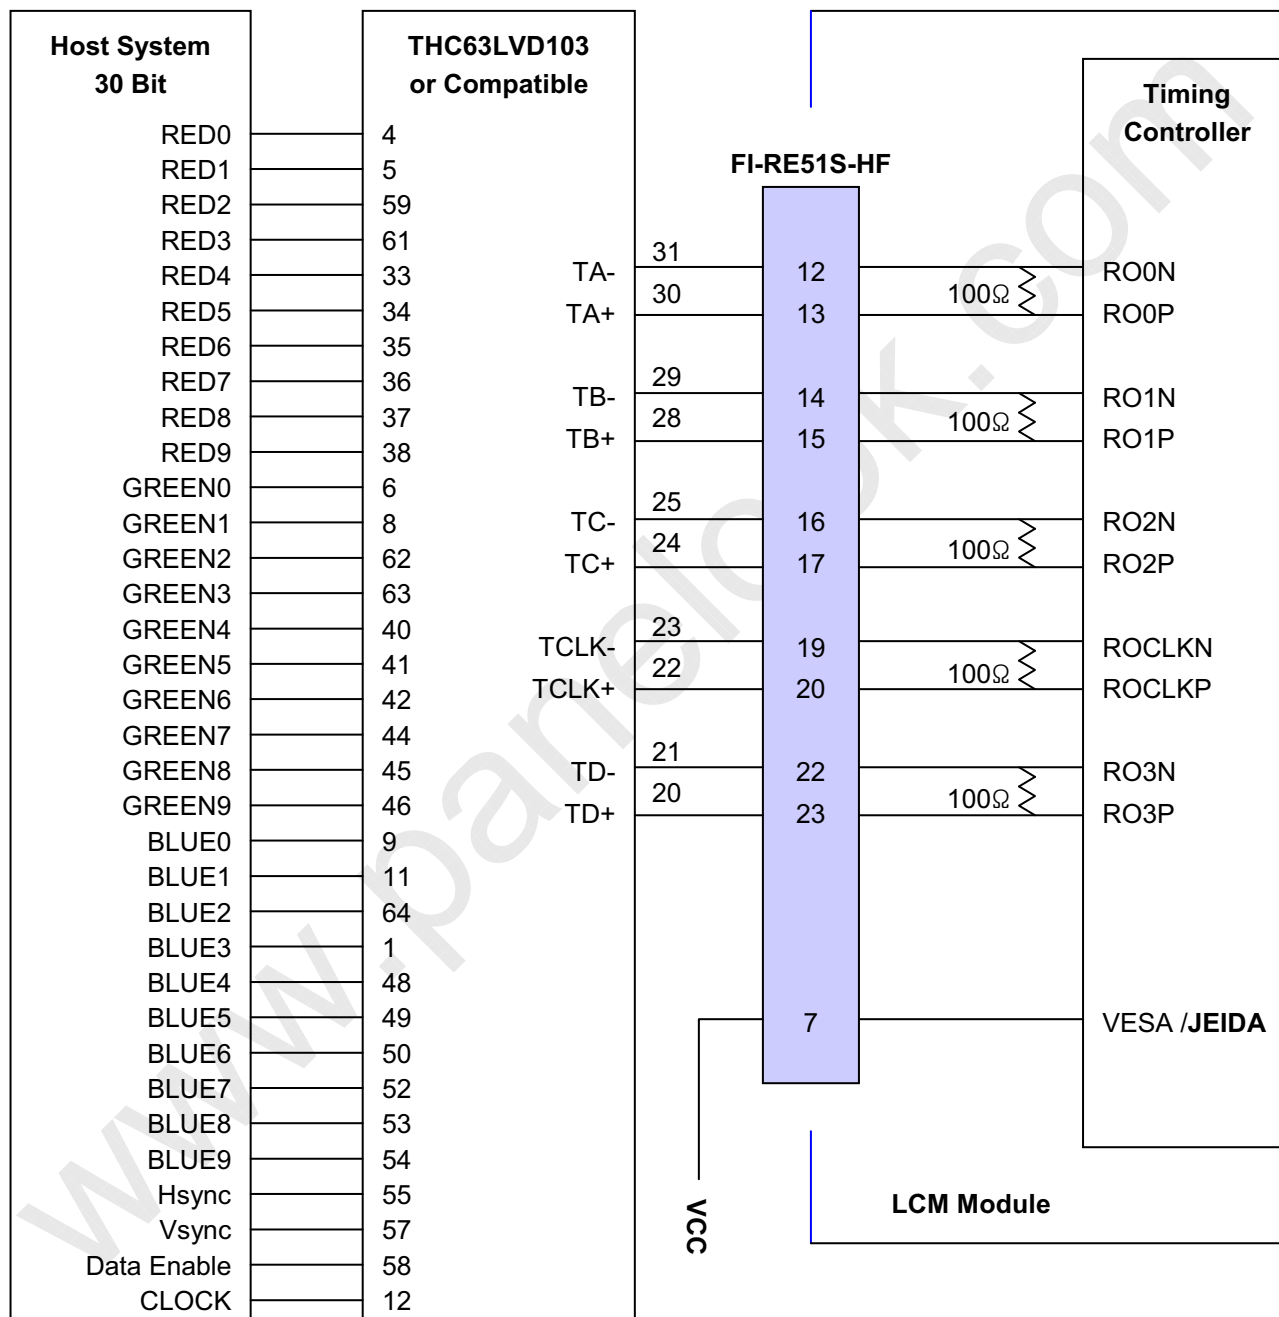 Host System
30 Bit
THC63LVD103
or Compatible
Timing
Controller
FI-RE51S-HF
RED0 4
RED1 5
RED2 59
RED3 61
RED4 33
RED5 34
RED6 35
RED7 36
RED8 37
RED9 38
GREEN0 6
GREEN1 8
GREEN2 62
GREEN3 63
GREEN4 40
GREEN5 41
GREEN6 42
GREEN7 44
GREEN8 45
GREEN9 46
BLUE0 9
BLUE1 11
BLUE2 64
BLUE3 1
BLUE4 48
BLUE5 49
BLUE6 50
BLUE7 52
BLUE8 53
BLUE9 54
Hsync 55
Vsync 57
Data Enable 58
CLOCK 12
TA- 31 12 RO0N
100Ω
TA+ 30 13 RO0P
TB- 29 14 RO1N
100Ω
TB+ 28 15 RO1P
TC- 25 16 RO2N
100Ω
TC+ 24 17 RO2P
TCLK- 23 19 ROCLKN
100Ω
TCLK+ 22 20 ROCLKP
TD- 21 22 RO3N
100Ω
TD+ 20 23 RO3P
7 VESA /JEIDA
VCC
LCM Module
www.panelook.com